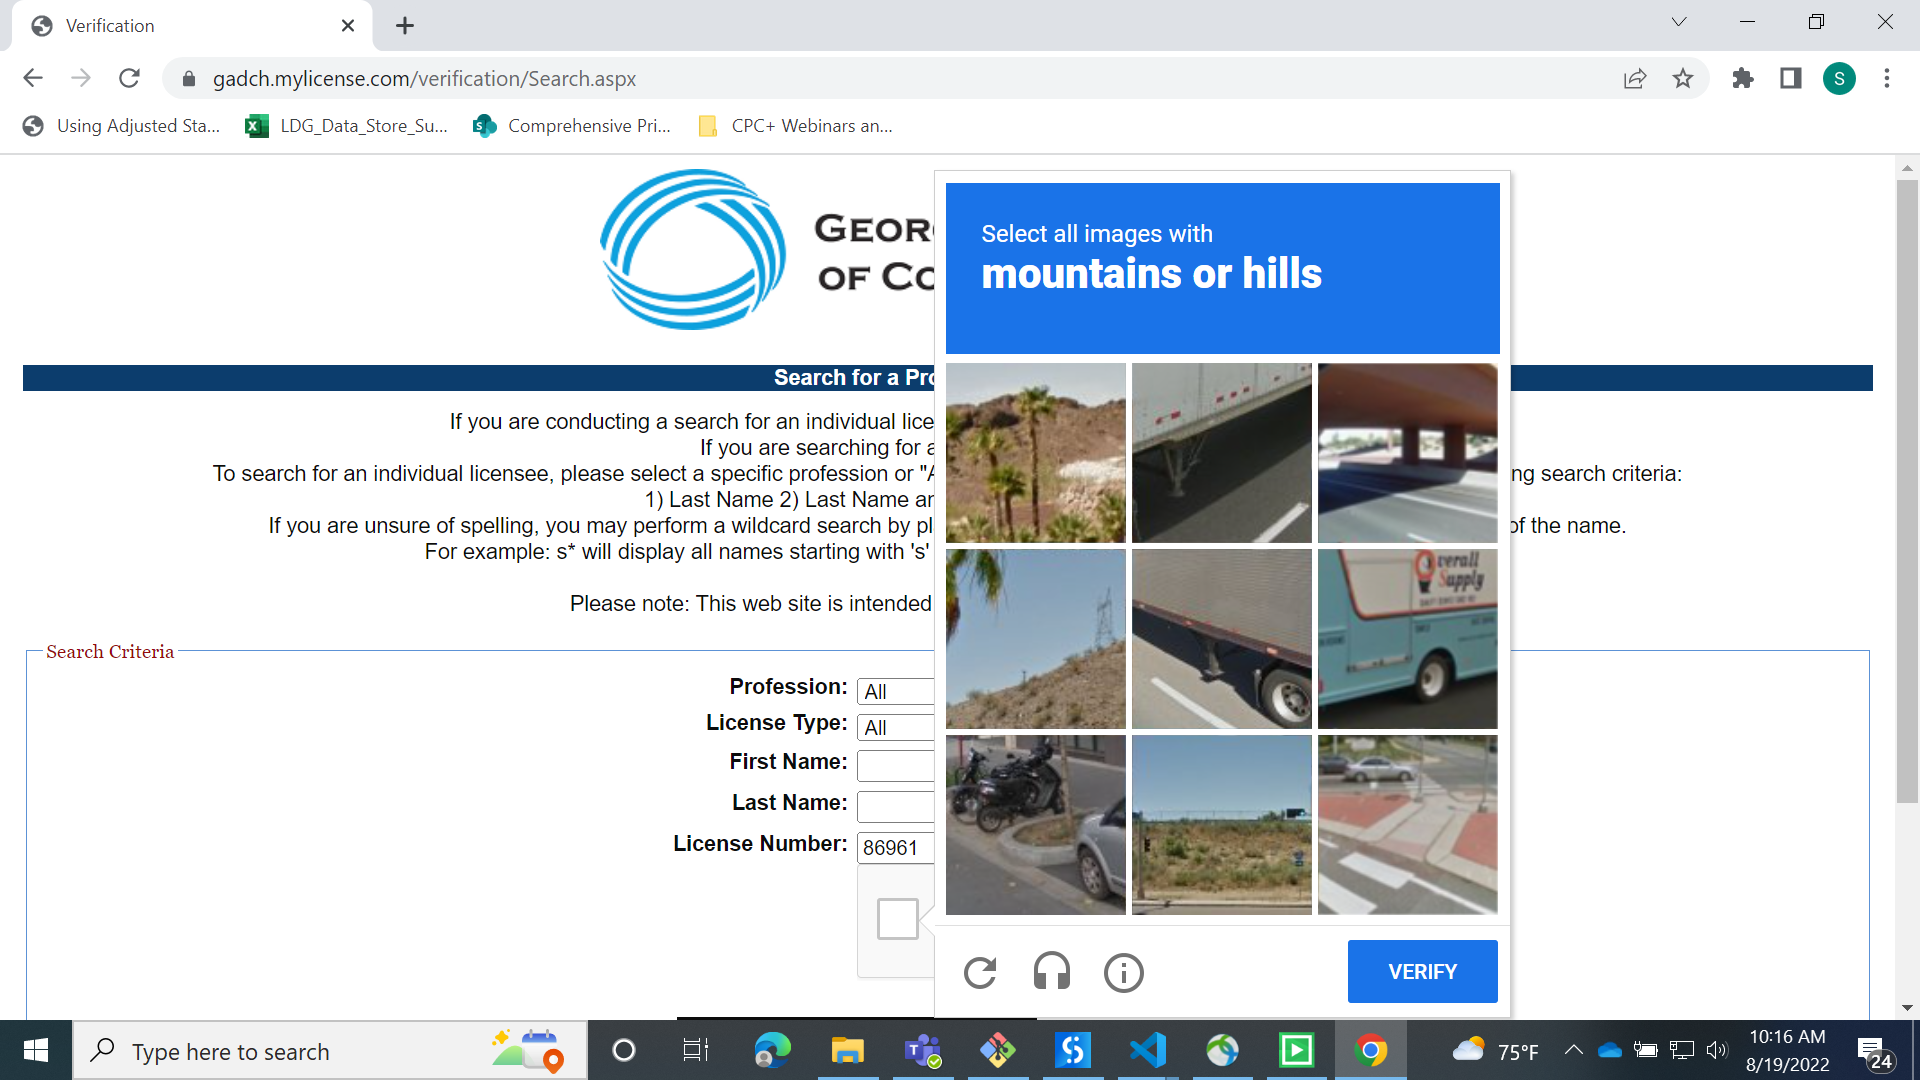 Verification
gadch.mylicense.com/verification/Search.aspx
S
Using Adjusted Sta...
LDG_Data_Store_Su...
Comprehensive Pri...
CPC+ Webinars an...
GEOR
OF CO
Search for a Pro
If you are conducting a search for an individual lice
If you are searching for a
To search for an individual licensee, please select a specific profession or "A
ng search criteria:
1) Last Name 2) Last Name an
If you are unsure of spelling, you may perform a wildcard search by pl
of the name.
For example: s* will display all names starting with 's'
Please note: This web site is intended
Search Criteria
Profession:
All
License Type:
All
First Name:
Last Name:
License Number:
86961
Select all images with
mountains or hills
Overall
Supply
VERIFY
Type here to search
75°F
10:16 AM
8/19/2022
24